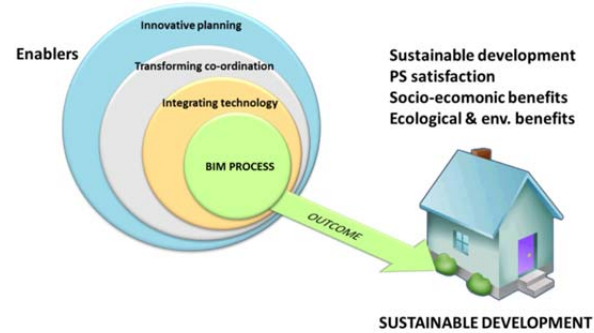 Innovative planning
Enablers
Transforming co-ordination
Integrating technology
BIM PROCESS
OUTCOME
Sustainable development
PS satisfaction
Socio-ecomonic benefits
Ecological & env. benefits
SUSTAINABLE DEVELOPMENT